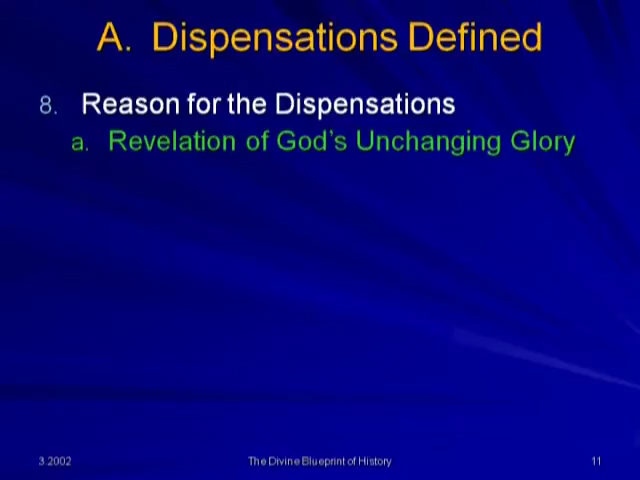 A. Dispensations Defined
8. Reason for the Dispensations
a. Revelation of God's Unchanging Glory
3.2002 The Divine Blueprint of History 11